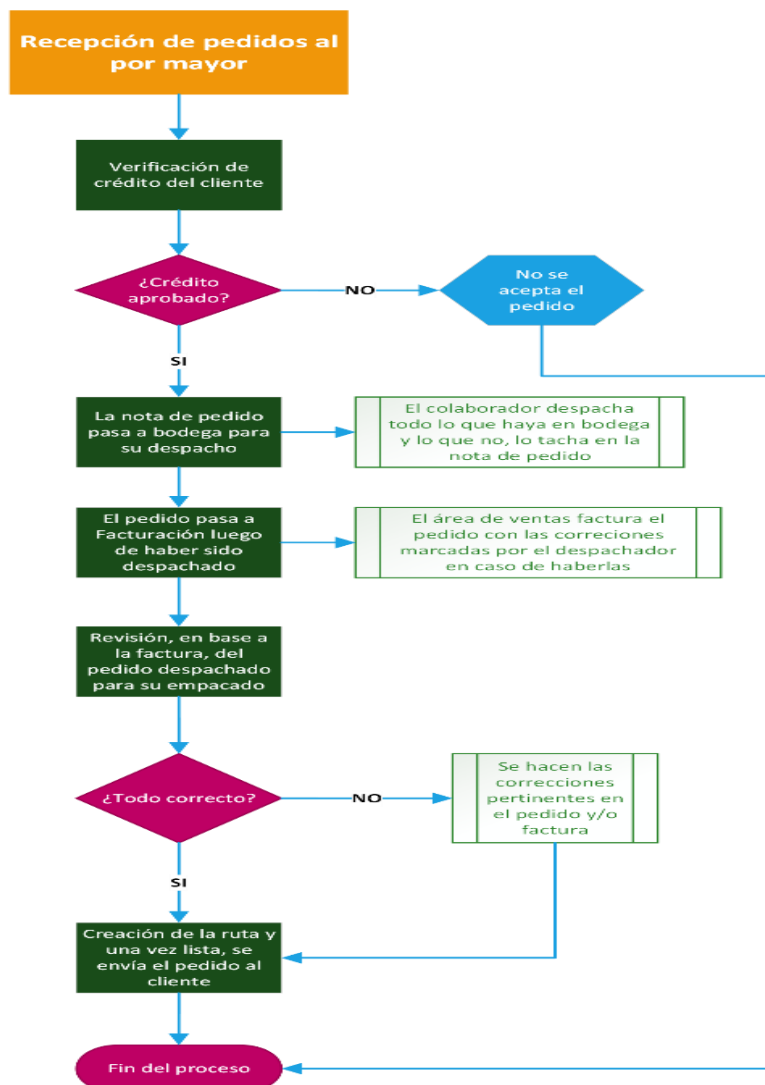 Recepción de pedidos al
por mayor
Verificación de
crédito del cliente
¿Crédito
aprobado?
NO
No se
acepta el
pedido
SI
La nota de pedido
pasa a bodega para
su despacho
El colaborador despacha
todo lo que haya en bodega
y lo que no, lo tacha en la
nota de pedido
El pedido pasa a
Facturación luego
de haber sido
despachado
El área de ventas factura el
pedido con las correciones
marcadas por el despachador
en caso de haberlas
Revisión, en base a
la factura, del
pedido despachado
para su empacado
¿Todo correcto?
NO
Se hacen las
correcciones
pertinentes en
el pedido y/o
factura
SI
Creación de la ruta y
una vez lista, se
envía el pedido al
cliente
Fin del proceso